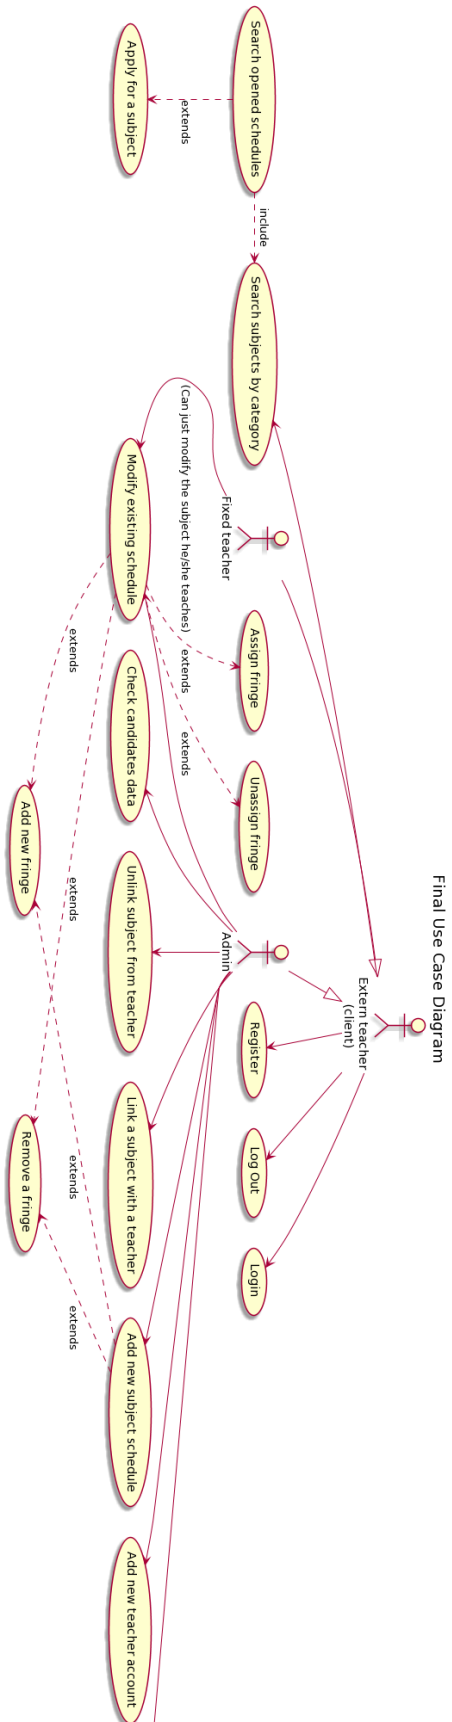 Final Use Case Diagram
Extern teacher
(client)
Search opened schedules
include
Search subjects by category
Fixed teacher
Assign fringe
Unassign fringe
Admin
Register
Log Out
Login
extends
(Can just modify the subject he/she teaches)
extends
extends
Apply for a subject
Modify existing schedule
Check candidates data
Unlink subject from teacher
Link a subject with a teacher
Add new subject schedule
Add new teacher account
extends
extends
extends
extends
Add new fringe
Remove a fringe